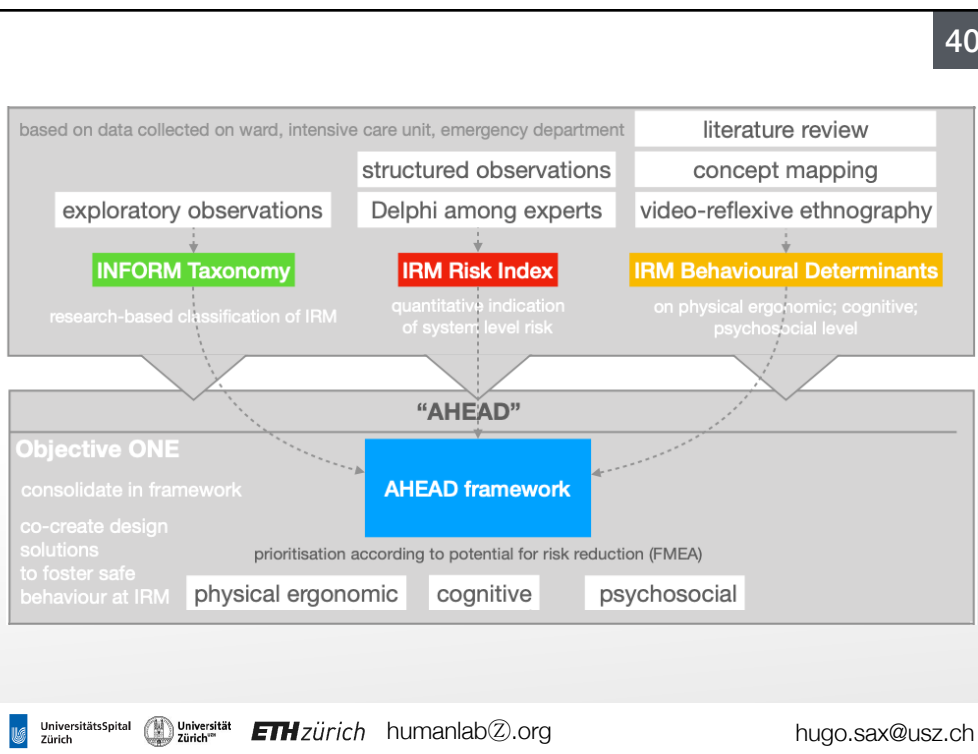 40
based on data collected on ward, intensive care unit, emergency department
literature review
structured observations
concept mapping
exploratory observations
Delphi among experts
video-reflexive ethnography
INFORM Taxonomy
IRM Risk Index
IRM Behavioural Determinants
research-based classification of IRM
quantitative indication
of system level risk
on physical ergonomic; cognitive;
psychosocial level
“AHEAD”
Objective ONE
consolidate in framework
co-create design
solutions
to foster safe
behaviour at IRM
AHEAD framework
prioritisation according to potential for risk reduction (FMEA)
physical ergonomic
cognitive
psychosocial
UniversitätsSpital
Zürich
Universität
Zürich UZH
ETH zürich
humanlabⓏ.org
hugo.sax@usz.ch